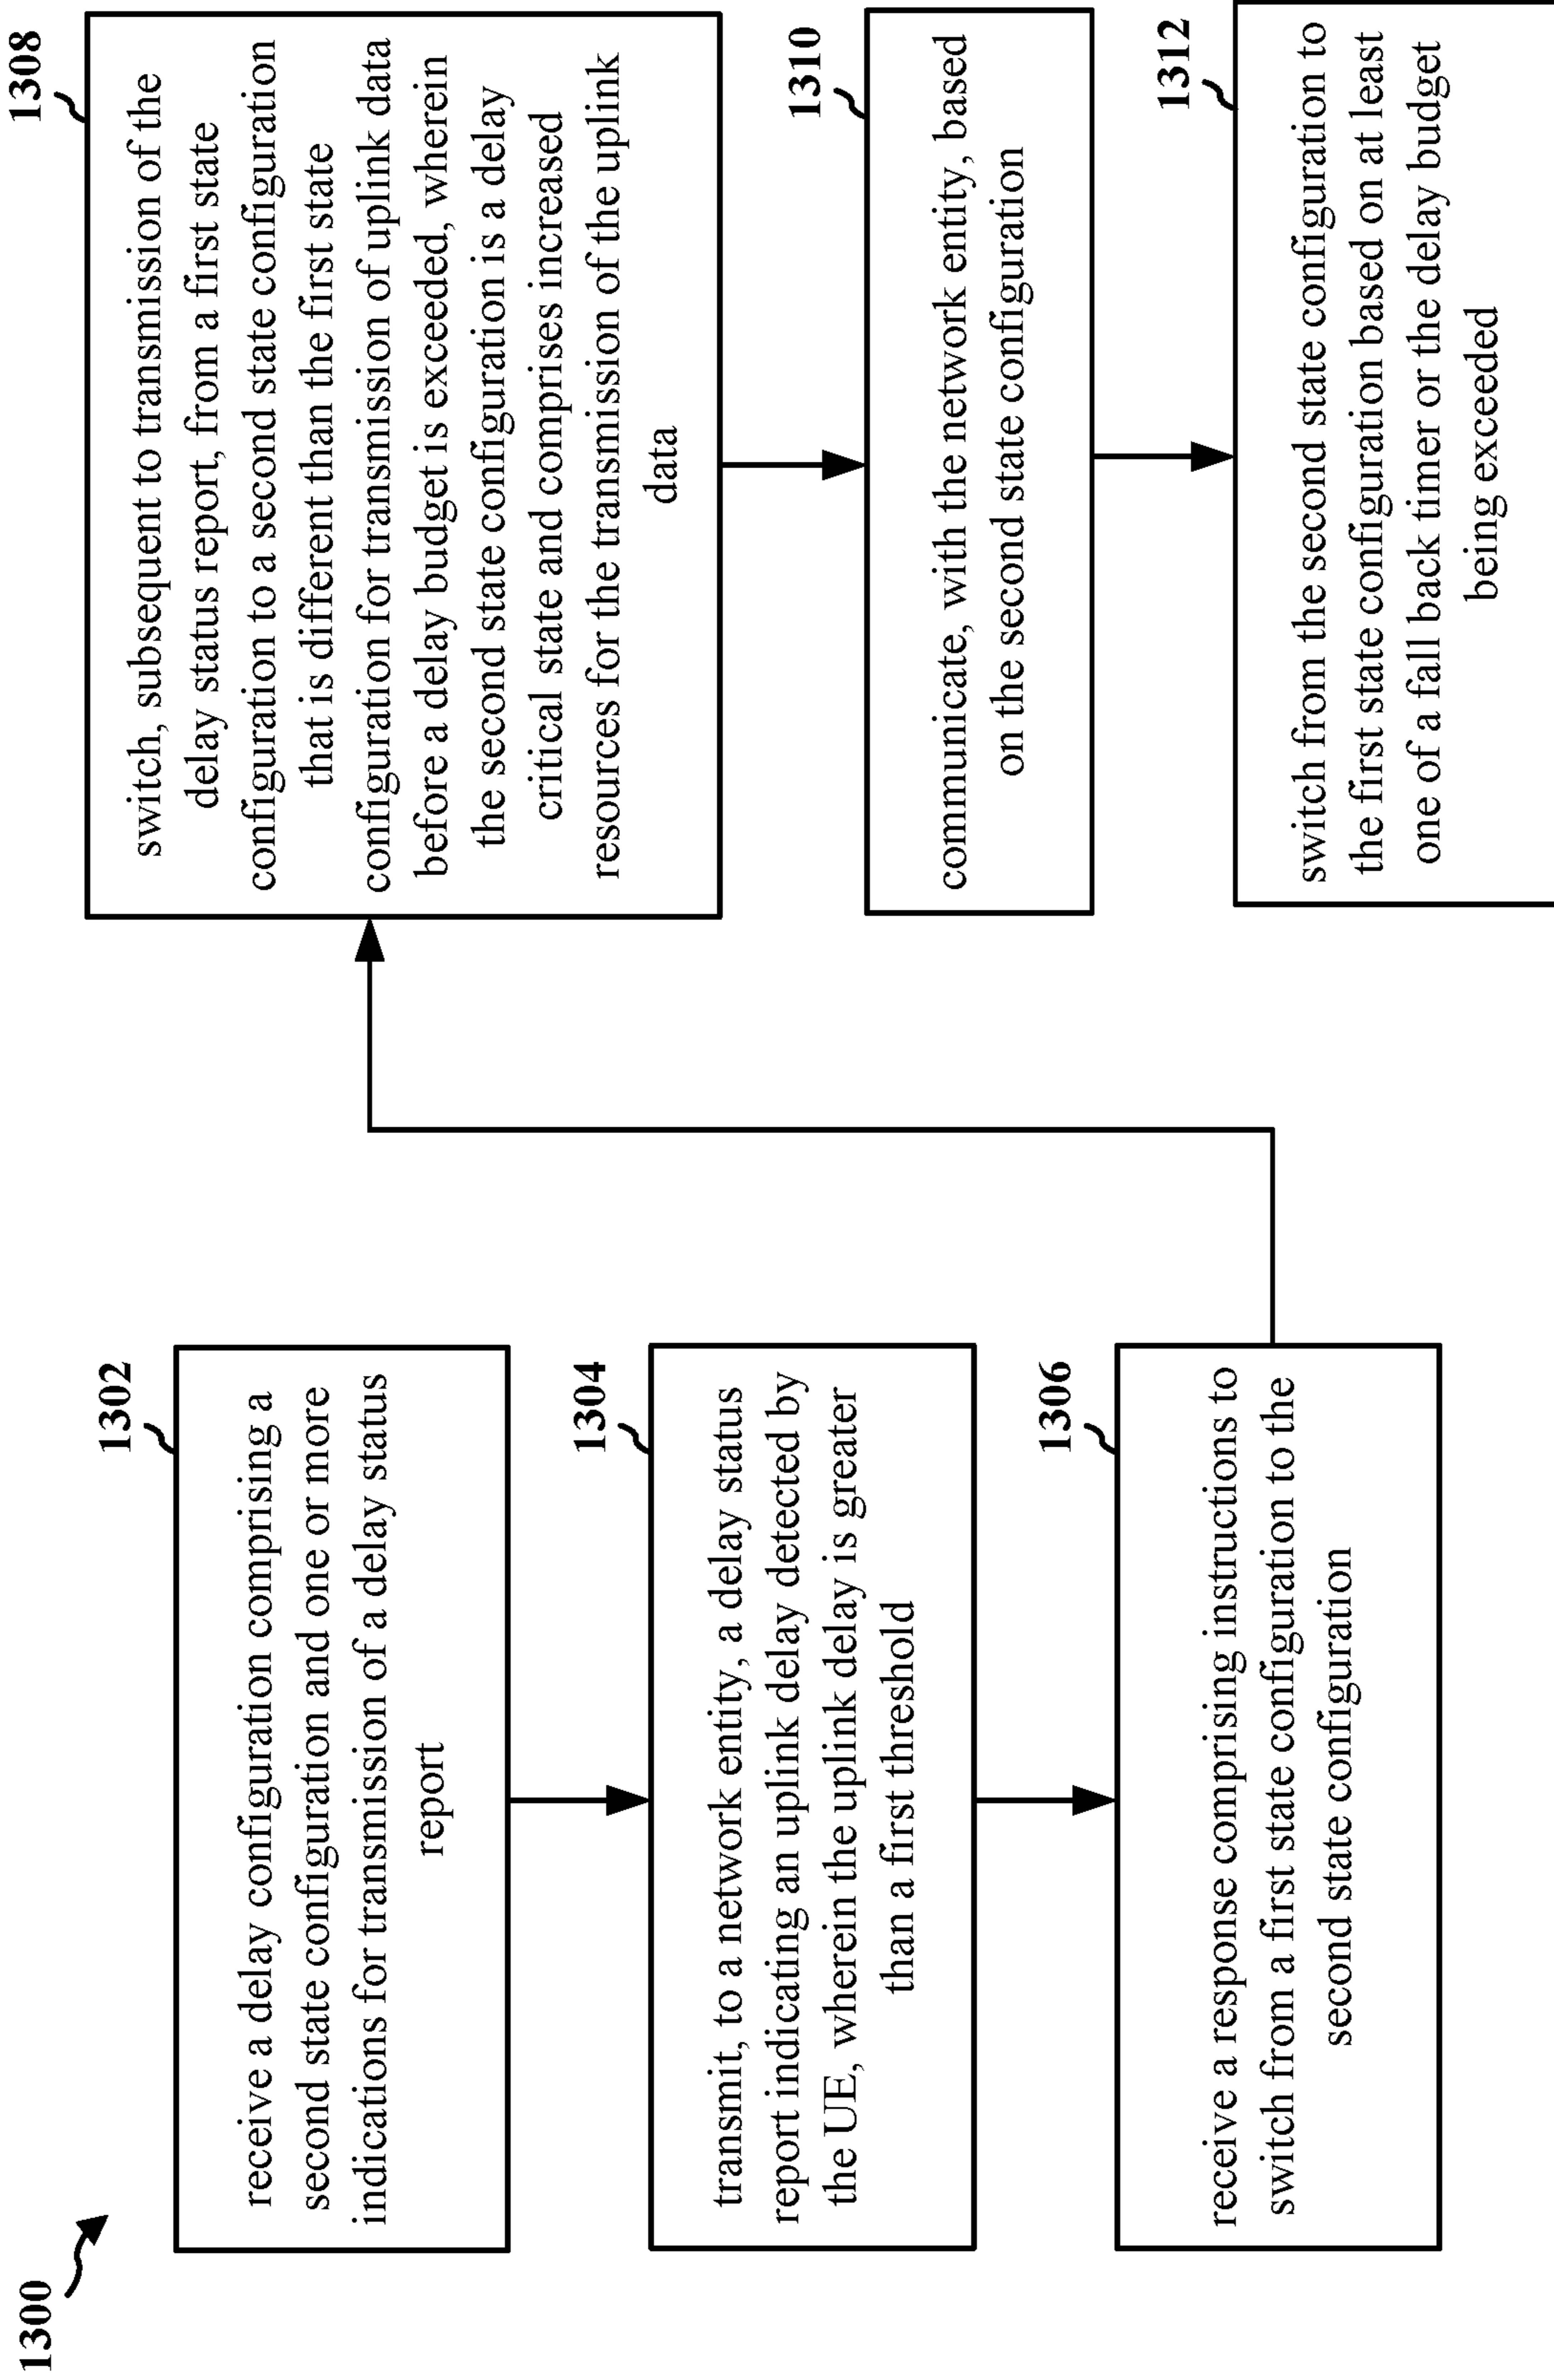 1300
1302
receive a delay configuration comprising a
second state configuration and one or more
indications for transmission of a delay status
report
1304
transmit, to a network entity, a delay status
report indicating an uplink delay detected by
the UE, wherein the uplink delay is greater
than a first threshold
1306
receive a response comprising instructions to
switch from a first state configuration to the
second state configuration
1308
switch, subsequent to transmission of the
delay status report, from a first state
configuration to a second state configuration
that is different than the first state
configuration for transmission of uplink data
before a delay budget is exceeded, wherein
the second state configuration is a delay
critical state and comprises increased
resources for the transmission of the uplink
data
1310
communicate, with the network entity, based
on the second state configuration
1312
switch from the second state configuration to
the first state configuration based on at least
one of a fall back timer or the delay budget
being exceeded